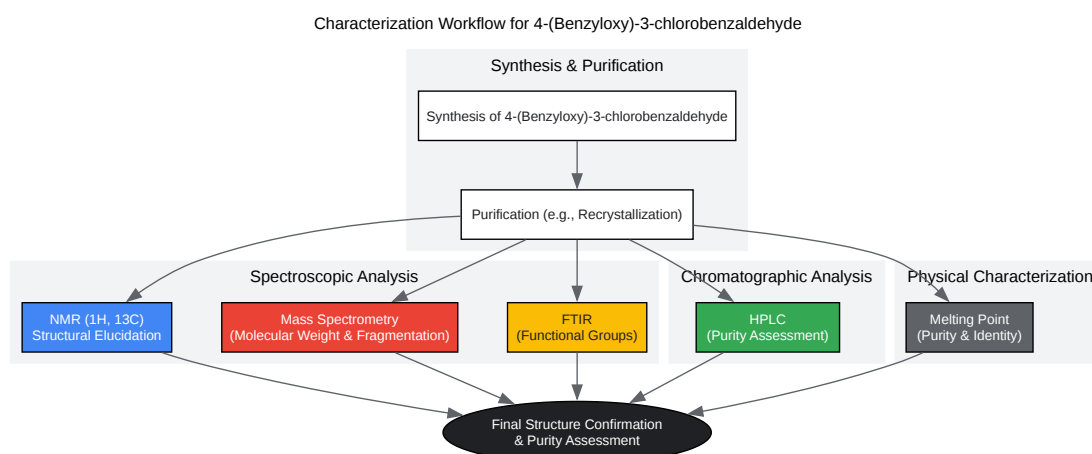 Characterization Workflow for 4-(Benzyloxy)-3-chlorobenzaldehyde
Synthesis & Purification
Synthesis of 4-(Benzyloxy)-3-chlorobenzaldehyde
Purification (e.g., Recrystallization)
Spectroscopic Analysis
Chromatographic Analysis
Physical Characterization
NMR (1H, 13C)
Structural Elucidation
Mass Spectrometry
(Molecular Weight & Fragmentation)
FTIR
(Functional Groups)
HPLC
(Purity Assessment)
Melting Point
(Purity & Identity)
Final Structure Confirmation
& Purity Assessment